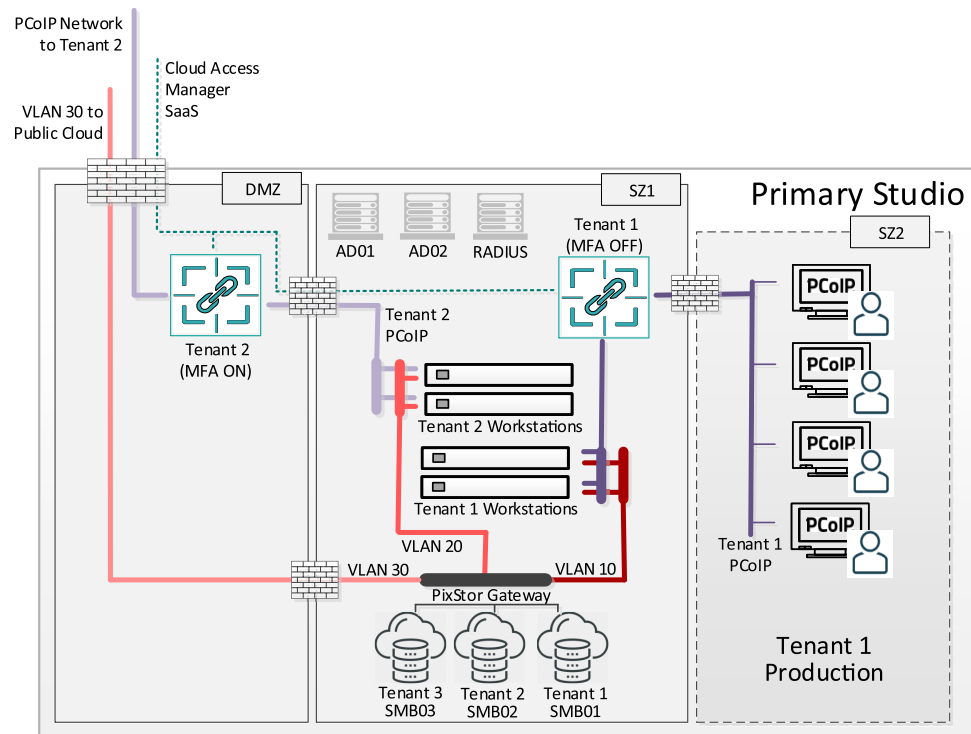 PCoIP Network
to Tenant 2
Cloud Access
Manager
SaaS
VLAN 30 to
Public Cloud
DMZ
SZ1
Primary Studio
SZ2
AD01
AD02
RADIUS
Tenant 1
(MFA OFF)
Tenant 2
(MFA ON)
Tenant 2
PCoIP
PCoIP
PCoIP
PCoIP
PCoIP
Tenant 2 Workstations
Tenant 1 Workstations
Tenant 1
PCoIP
VLAN 20
VLAN 30
VLAN 10
PixStor Gateway
Tenant 3
SMB03
Tenant 2
SMB02
Tenant 1
SMB01
Tenant 1
Production